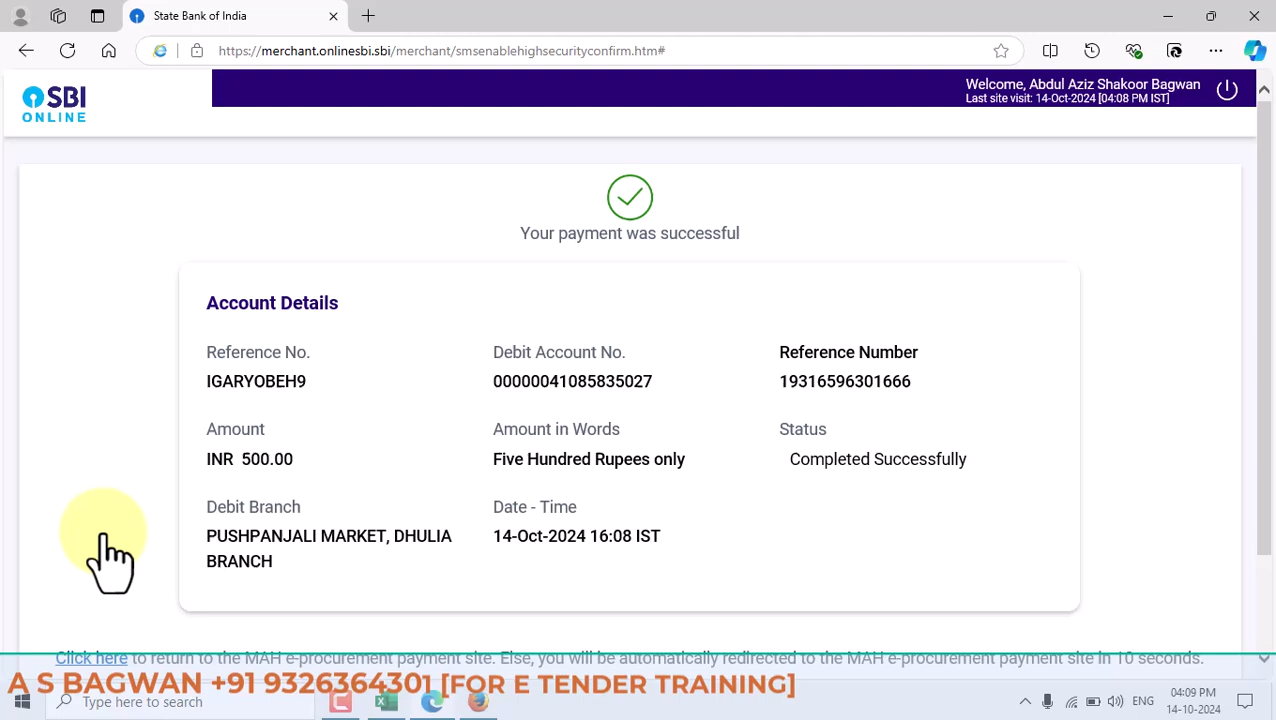 State Bank of India
https://merchant.onlinesbi.sbi/merchant/smsenablehighsecurityconfirm.htm#
SBI
ONLINE
Welcome, Abdul Aziz Shakoor Bagwan
Last site visit: 14-Oct-2024 [04:08 PM IST]
Your payment was successful
Account Details
Reference No. Debit Account No. Reference Number
IGARYOBEH9 00000041085835027 19316596301666
Amount Amount in Words Status
INR 500.00 Five Hundred Rupees only Completed Successfully
Debit Branch Date - Time
PUSHPANJALI MARKET, DHULIA 14-Oct-2024 16:08 IST
BRANCH
Click here to return to the MAH e-procurement payment site. Else, you will be automatically redirected to the MAH e-procurement payment site in 10 seconds.
A S BAGWAN +91 9326364301 [FOR E TENDER TRAINING]
Type here to search
ENG
04:09 PM
14-10-2024